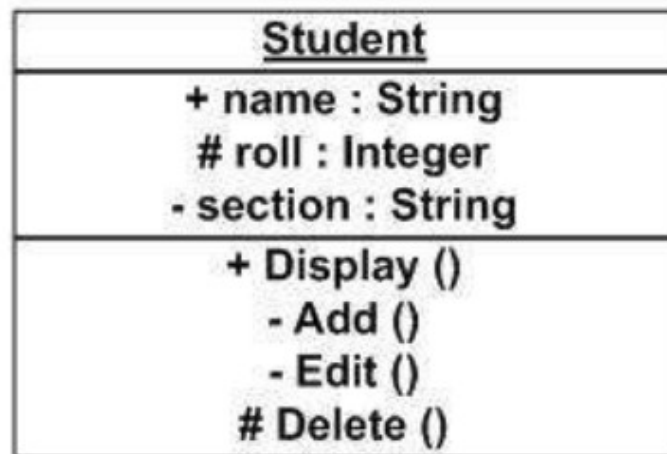 Student
+ name : String
# roll : Integer
- section : String
+ Display ()
- Add ()
- Edit ()
# Delete ()